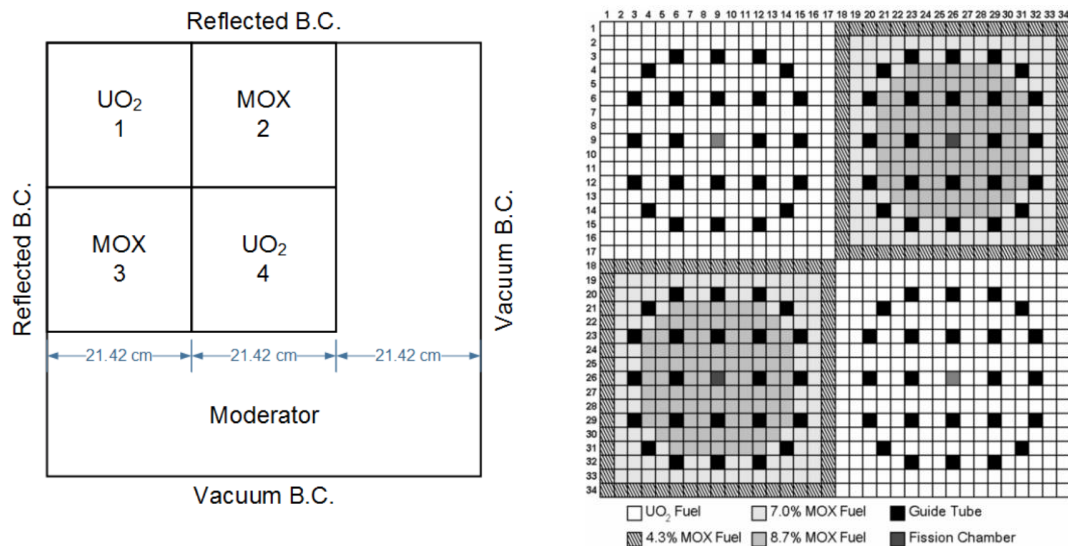 Reflected B.C.
UO₂
1
MOX
2
MOX
3
UO₂
4
Reflected B.C.
Vacuum B.C.
21.42 cm
21.42 cm
21.42 cm
Moderator
Vacuum B.C.
1 2 3 4 5 6 7 8 9 10 11 12 13 14 15 16 17 18 19 20 21 22 23 24 25 26 27 28 29 30 31 32 33 34
1
2
3
4
5
6
7
8
9
10
11
12
13
14
15
16
17
18
19
20
21
22
23
24
25
26
27
28
29
30
31
32
33
34
UO₂ Fuel 7.0% MOX Fuel Guide Tube
4.3% MOX Fuel 8.7% MOX Fuel Fission Chamber